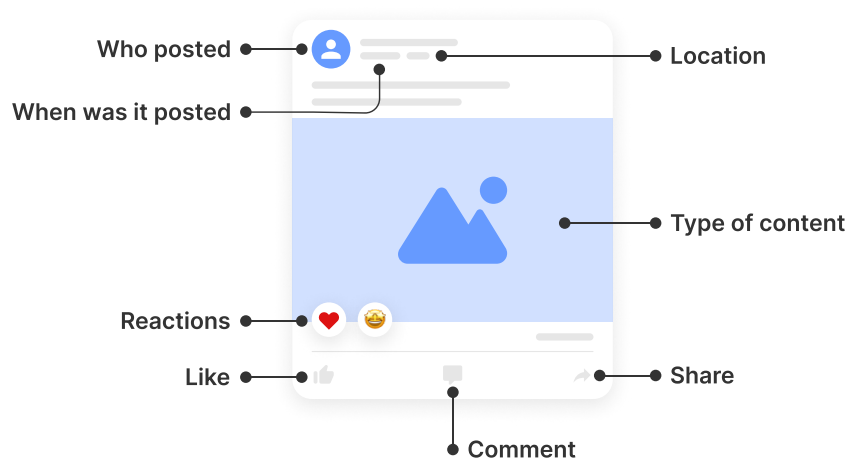 Who posted
Location
When was it posted
Type of content
Reactions
Like
Share
Comment